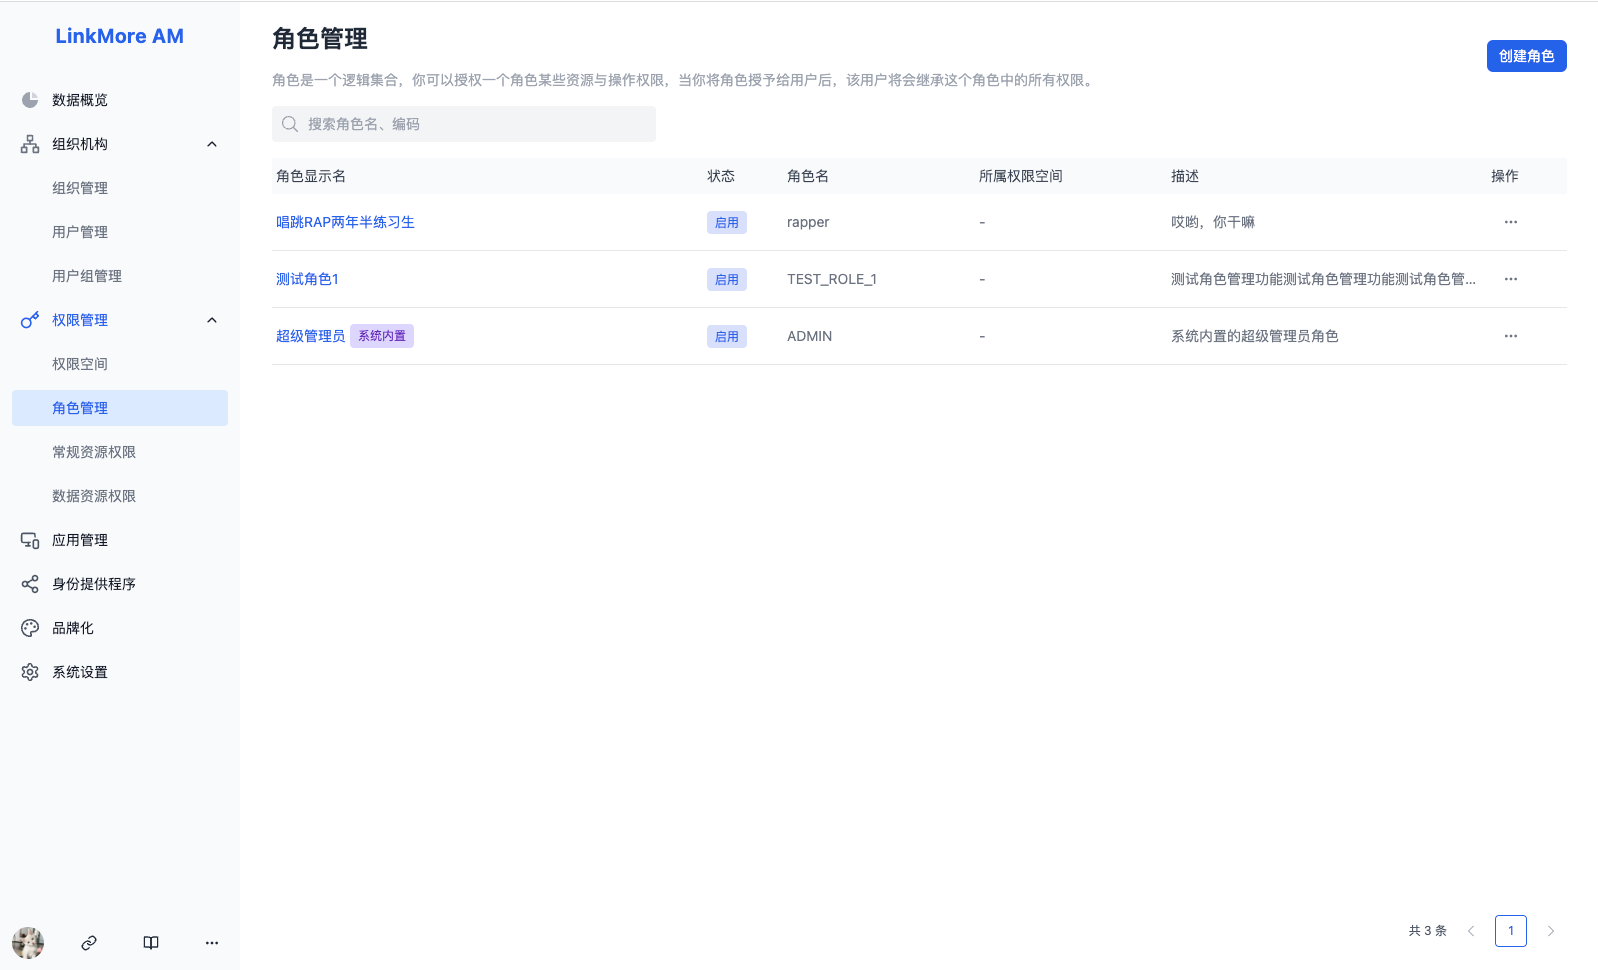 LinkMore AM
数据概览
组织机构
组织管理
用户管理
用户组管理
权限管理
权限空间
角色管理
常规资源权限
数据资源权限
应用管理
身份提供程序
品牌化
系统设置
角色管理
创建角色
角色是一个逻辑集合，你可以授权一个角色某些资源与操作权限，当你将角色授予给用户后，该用户将会继承这个角色中的所有权限。
搜索角色名、编码
角色显示名 状态 角色名 所属权限空间 描述 操作
唱跳RAP两年半练习生 启用 rapper - 哎哟，你干嘛 ···
测试角色1 启用 TEST_ROLE_1 - 测试角色管理功能测试角色管理功能测试角色管... ···
超级管理员 系统内置 启用 ADMIN - 系统内置的超级管理员角色 ···
共 3 条 1